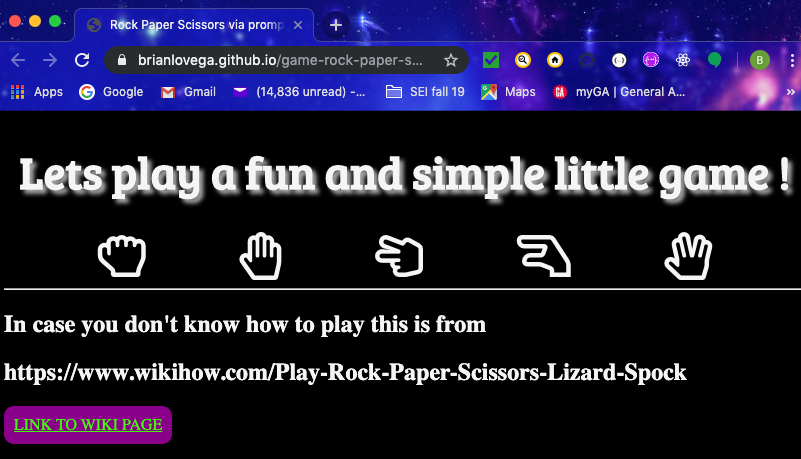 Rock Paper Scissors via promp
brianlovega.github.io/game-rock-paper-s...
B
Apps
Google
Gmail
(14,836 unread) -...
SEI fall 19
Maps
GA
myGA | General A...
»
Lets play a fun and simple little game !
In case you don't know how to play this is from
https://www.wikihow.com/Play-Rock-Paper-Scissors-Lizard-Spock
LINK TO WIKI PAGE